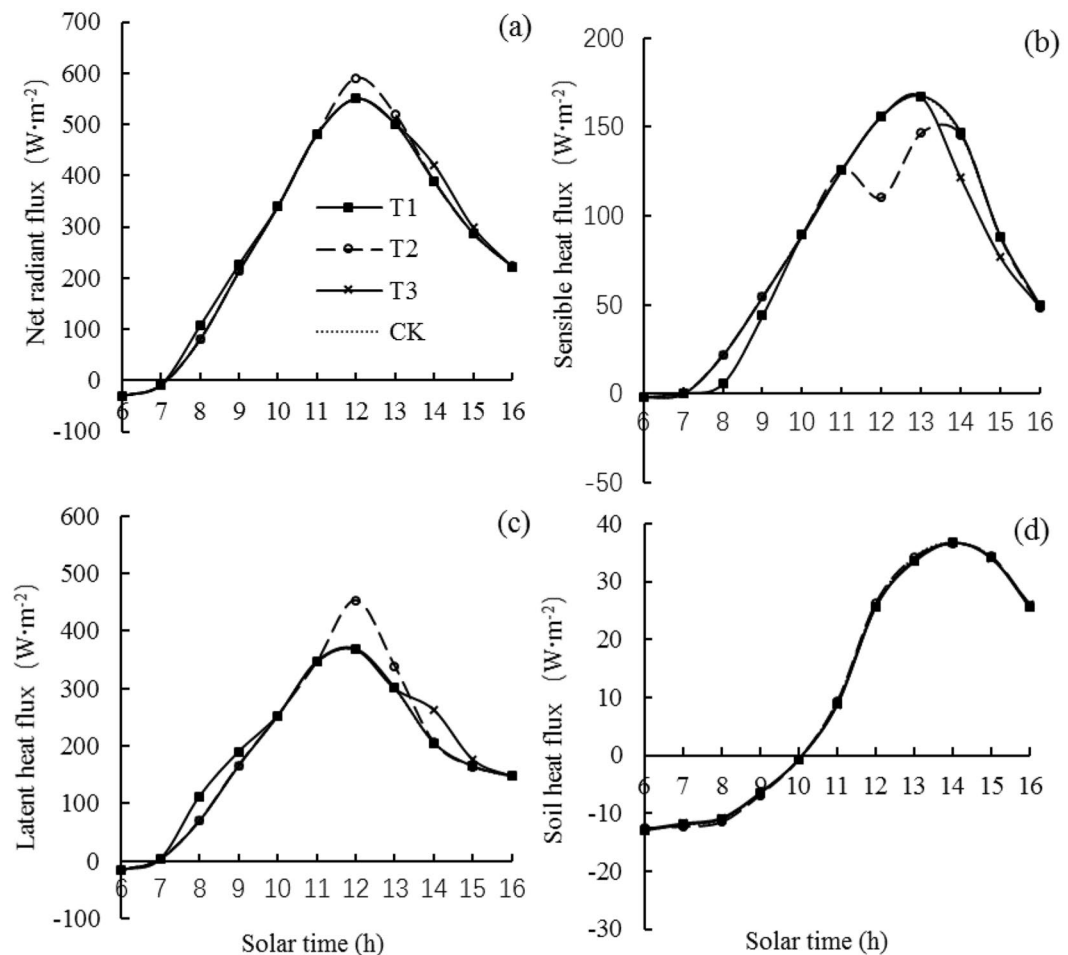 (a)
Net radiant flux (W·m-2)
700
600
500
400
300
200
100
0
-100
6 7 8 9 10 11 12 13 14 15 16
T1
T2
T3
CK
(b)
Sensible heat flux (W·m-2)
200
150
100
50
0
-50
6 7 8 9 10 11 12 13 14 15 16
(c)
Latent heat flux (W·m-2)
600
500
400
300
200
100
0
-100
6 7 8 9 10 11 12 13 14 15 16
Solar time (h)
(d)
Soil heat flux (W·m-2)
40
30
20
10
0
-10
-20
-30
6 7 8 9 10 11 12 13 14 15 16
Solar time (h)